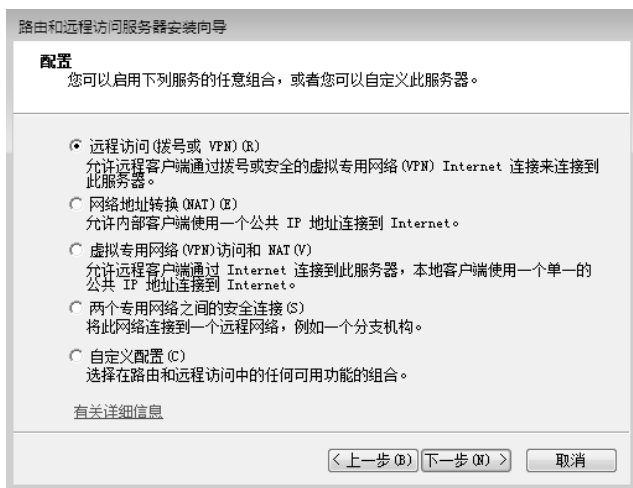 路由和远程访问服务器安装向导
配置
您可以启用下列服务的任意组合，或者您可以自定义此服务器。
远程访问(拨号或 VPN)(R)
允许远程客户端通过拨号或安全的虚拟专用网络(VPN) Internet 连接来连接到
此服务器。
网络地址转换(NAT)(E)
允许内部客户端使用一个公共 IP 地址连接到 Internet。
虚拟专用网络(VPN)访问和 NAT(V)
允许远程客户端通过 Internet 连接到此服务器，本地客户端使用一个单一的
公共 IP 地址连接到 Internet。
两个专用网络之间的安全连接(S)
将此网络连接到一个远程网络，例如一个分支机构。
自定义配置(C)
选择在路由和远程访问中的任何可用功能的组合。
有关详细信息
< 上一步(B) 下一步(N) > 取消